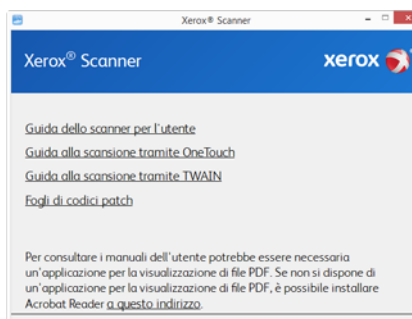 Xerox® Scanner
Xerox® Scanner
xerox
Guida dello scanner per l'utente
Guida alla scansione tramite OneTouch
Guida alla scansione tramite TWAIN
Fogli di codici patch
Per consultare i manuali dell'utente potrebbe essere necessaria
un'applicazione per la visualizzazione di file PDF. Se non si dispone di
un'applicazione per la visualizzazione di file PDF, è possibile installare
Acrobat Reader a questo indirizzo.